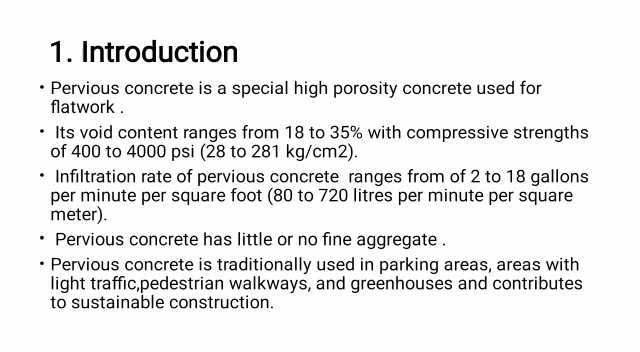 1. Introduction
• Pervious concrete is a special high porosity concrete used for
flatwork .
• Its void content ranges from 18 to 35% with compressive strengths
of 400 to 4000 psi (28 to 281 kg/cm2).
• Infiltration rate of pervious concrete ranges from of 2 to 18 gallons
per minute per square foot (80 to 720 litres per minute per square
meter).
• Pervious concrete has little or no fine aggregate .
• Pervious concrete is traditionally used in parking areas, areas with
light traffic,pedestrian walkways, and greenhouses and contributes
to sustainable construction.